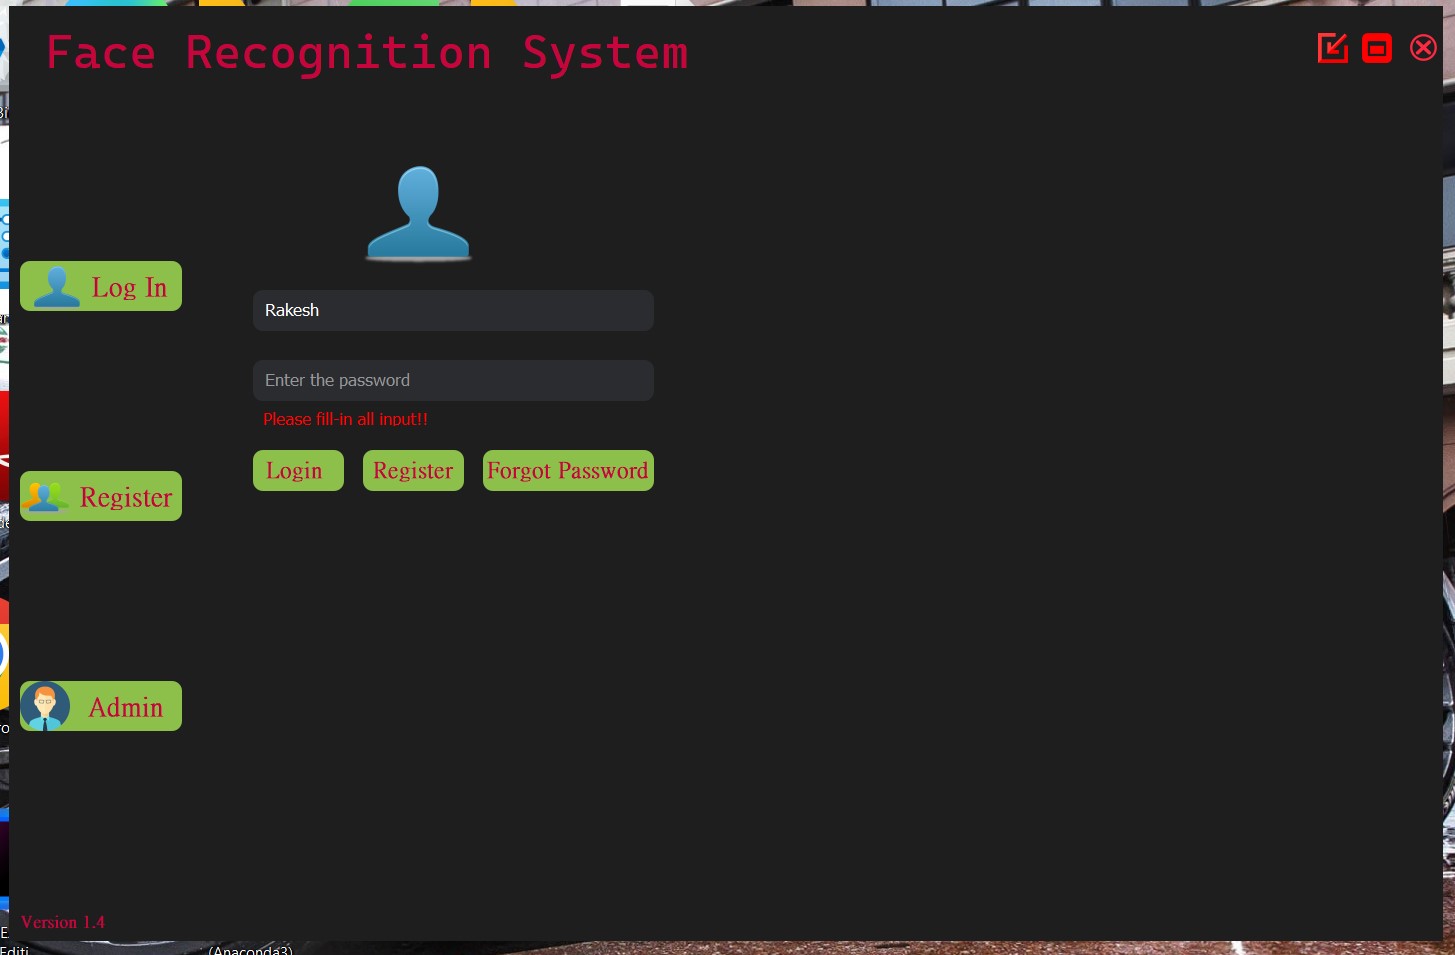 Face Recognition System
Log In
Rakesh
Enter the password
Please fill-in all input!!
Login
Register
Forgot Password
Register
Admin
Version 1.4
Editi
(Anaconda3)